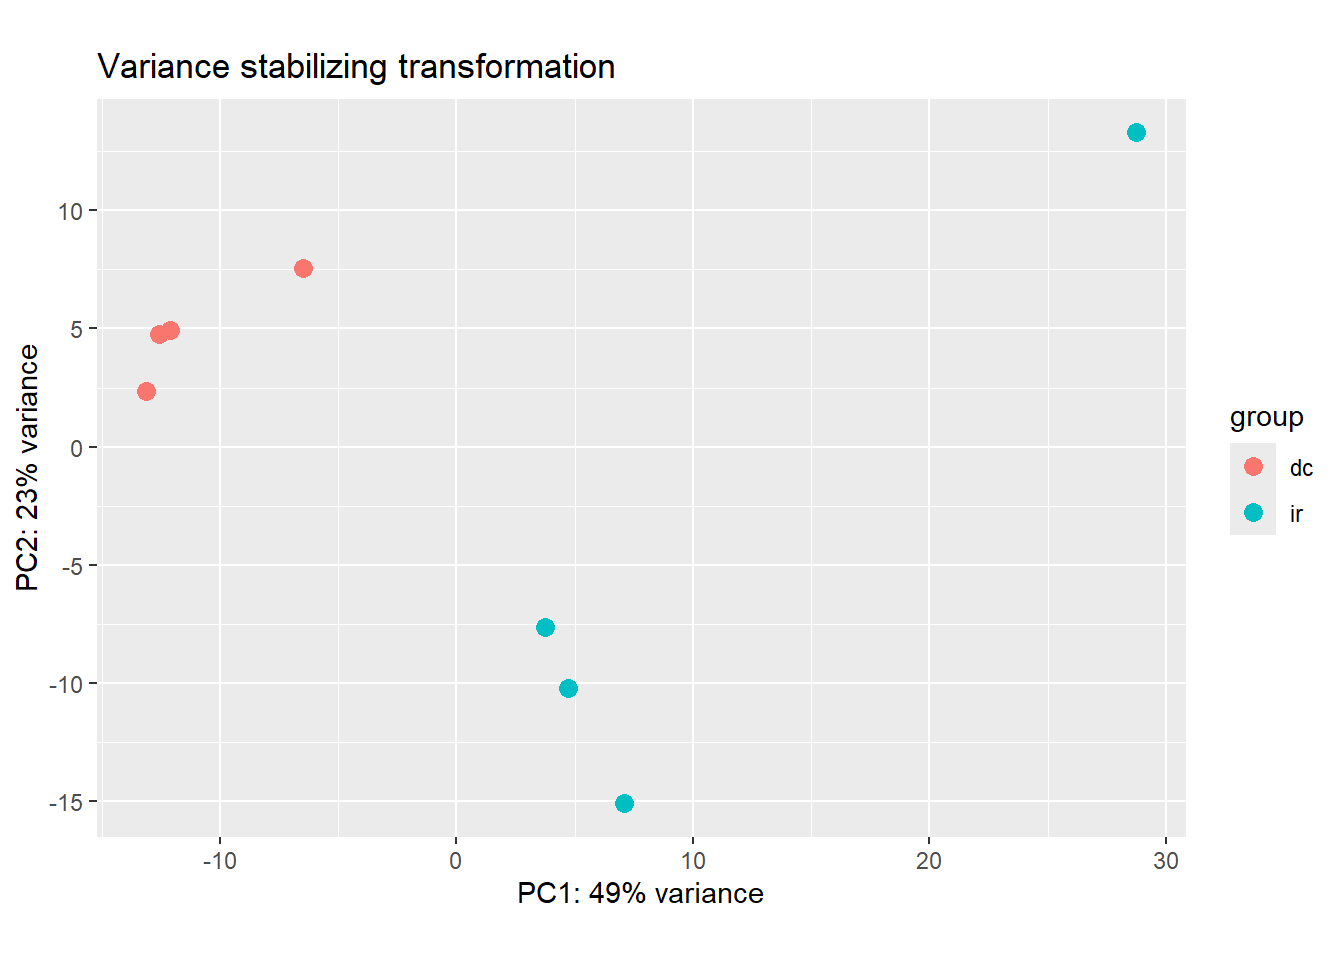 Variance stabilizing transformation
10
5
0
-5
-10
-15
PC2: 23% variance
-10
0
10
20
30
PC1: 49% variance
group
dc
ir